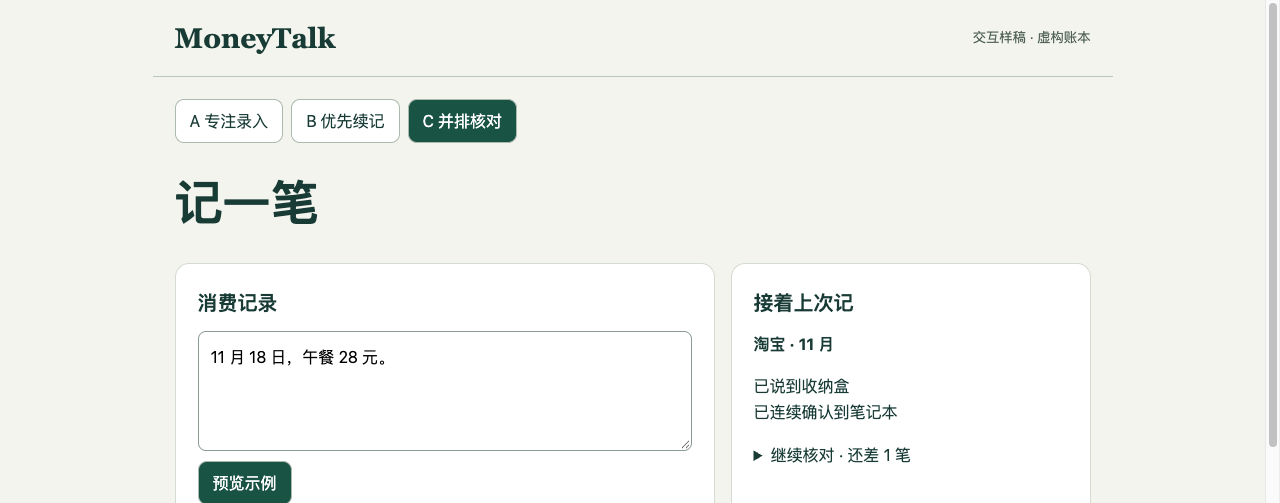 MoneyTalk
交互样稿 · 虚构账本
A 专注录入
B 优先续记
C 并排核对
记一笔
消费记录
11 月 18 日，午餐 28 元。
预览示例
接着上次记
淘宝 · 11 月
已说到收纳盒
已连续确认到笔记本
▶ 继续核对 · 还差 1 笔